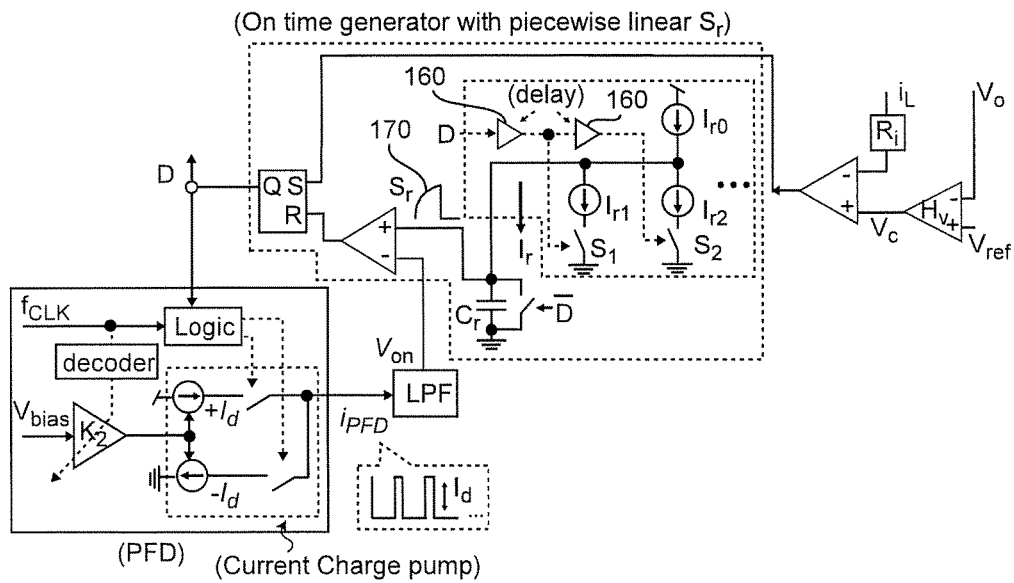 (On time generator with piecewise linear Sr)
160
(delay)
160
D
Ir0
170
Sr
Ir1
Ir2
...
S1
S2
Ir
iL
Ri
Vo
-
+
Vc
Hv
-
+
Vref
D
Q S
R
+
-
Cr
D̅
fCLK
Logic
decoder
Vbias
K2
+Id
-Id
Von
LPF
iPFD
Id
...
(PFD)
(Current Charge pump)